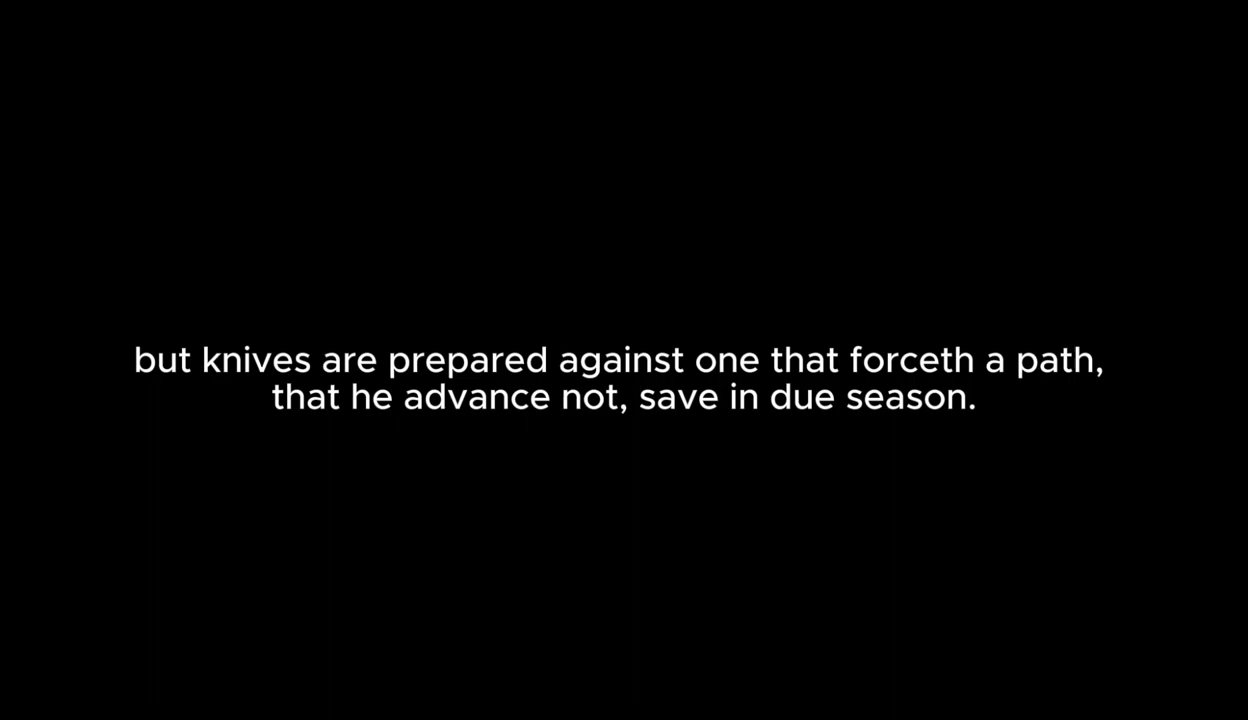 but knives are prepared against one that forceth a path,
that he advance not, save in due season.